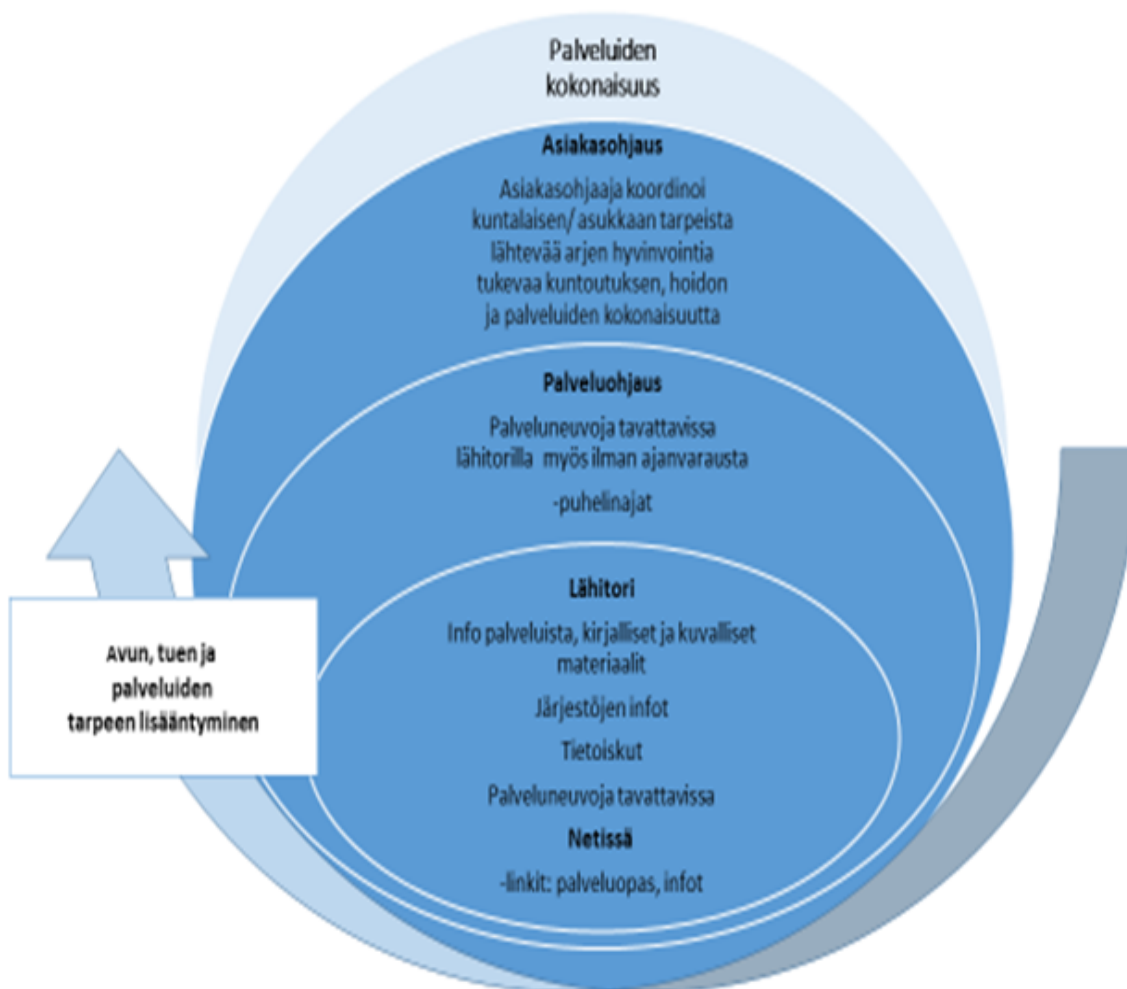 Palveluiden
kokonaisuus
Asiakasohjaus
Asiakasohjaaja koordinoi
kuntalaisen/ asukkaan tarpeista
lähtevää arjen hyvinvointia
tukevaa kuntoutuksen, hoidon
ja palveluiden kokonaisuutta
Palveluohjaus
Palveluneuvoja tavattavissa
lähitorilla myös ilman ajanvarausta
-puhelinajat
Lähitori
Info palveluista, kirjalliset ja kuvalliset
materiaalit
Järjestöjen infot
Tietoiskut
Palveluneuvoja tavattavissa
Netissä
-linkit: palveluopas, infot
Avun, tuen ja
palveluiden
tarpeen lisääntyminen